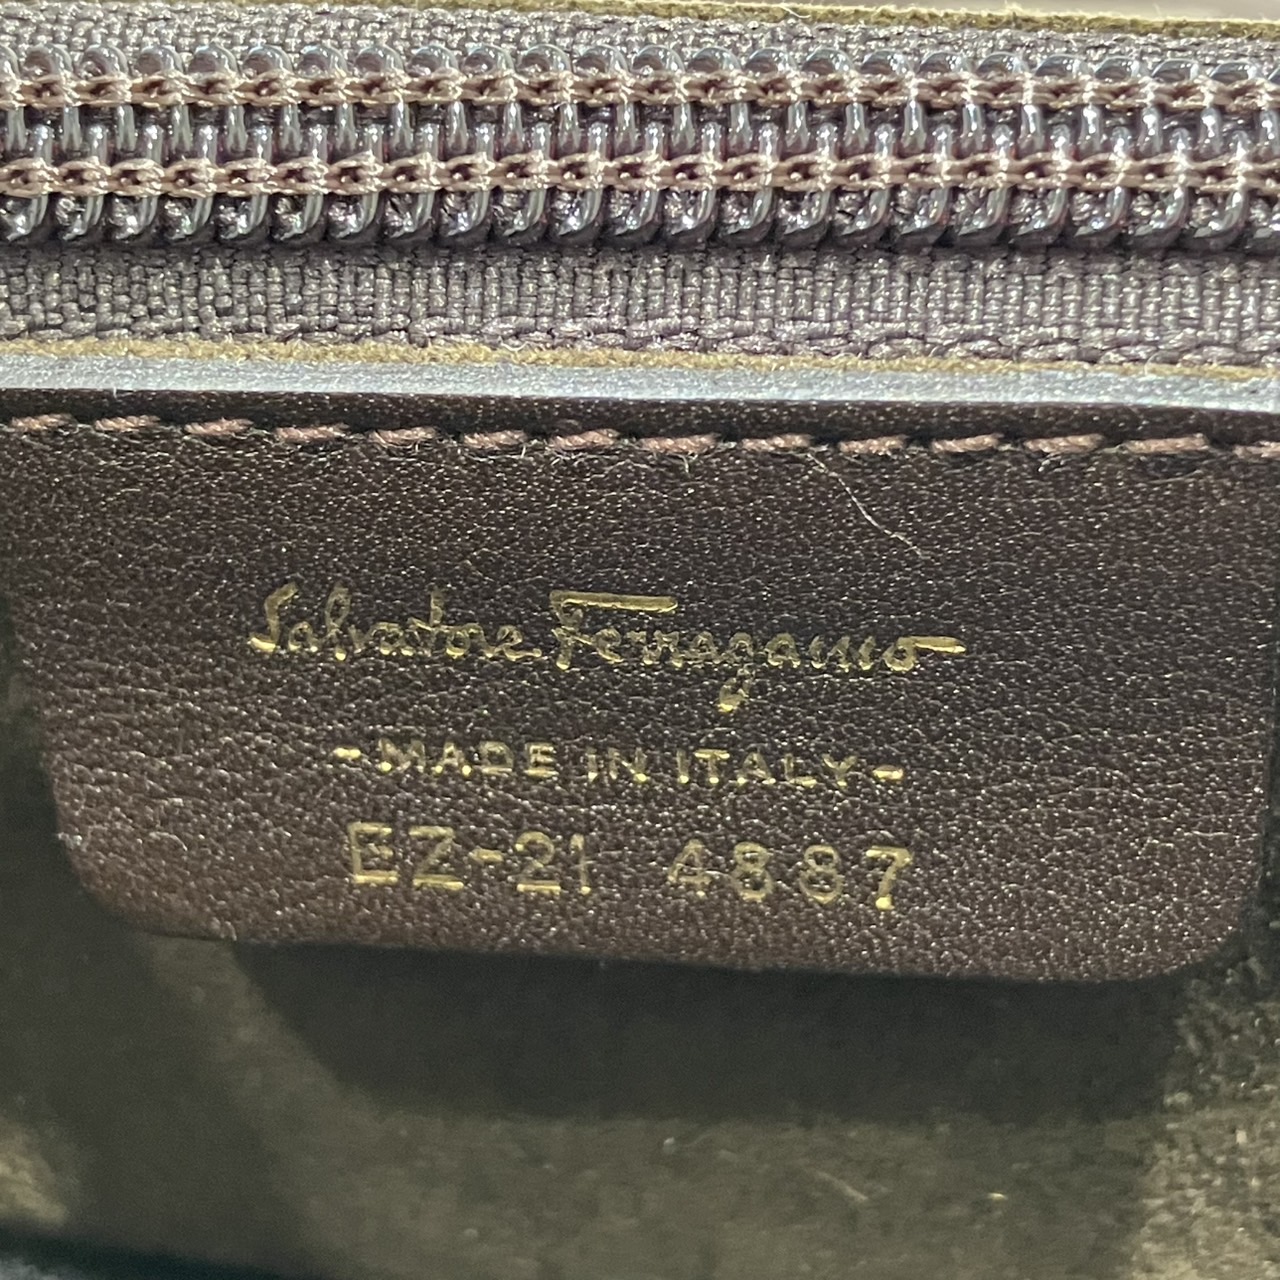 Salvatore Ferragamo
-MADE IN ITALY-
EZ-21 4887